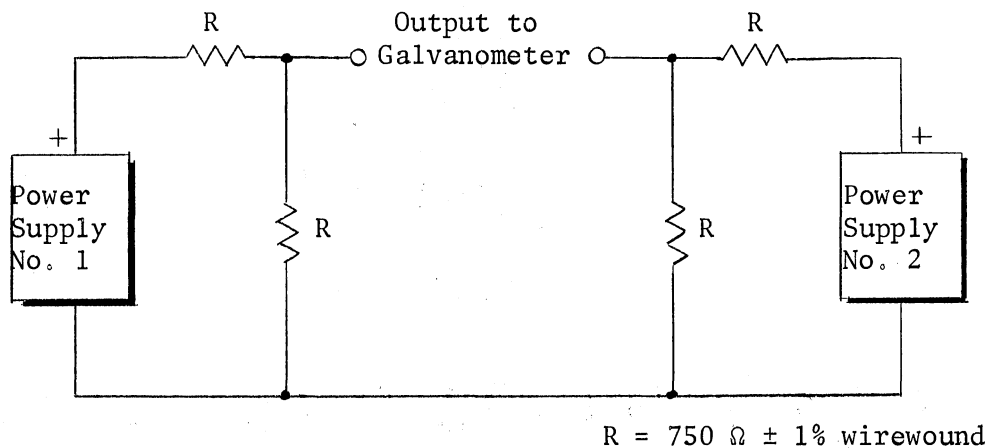 R
Output to
Galvanometer
R
+
+
Power
Supply
No. 1
R
R
Power
Supply
No. 2
R = 750 Ω ± 1% wirewound